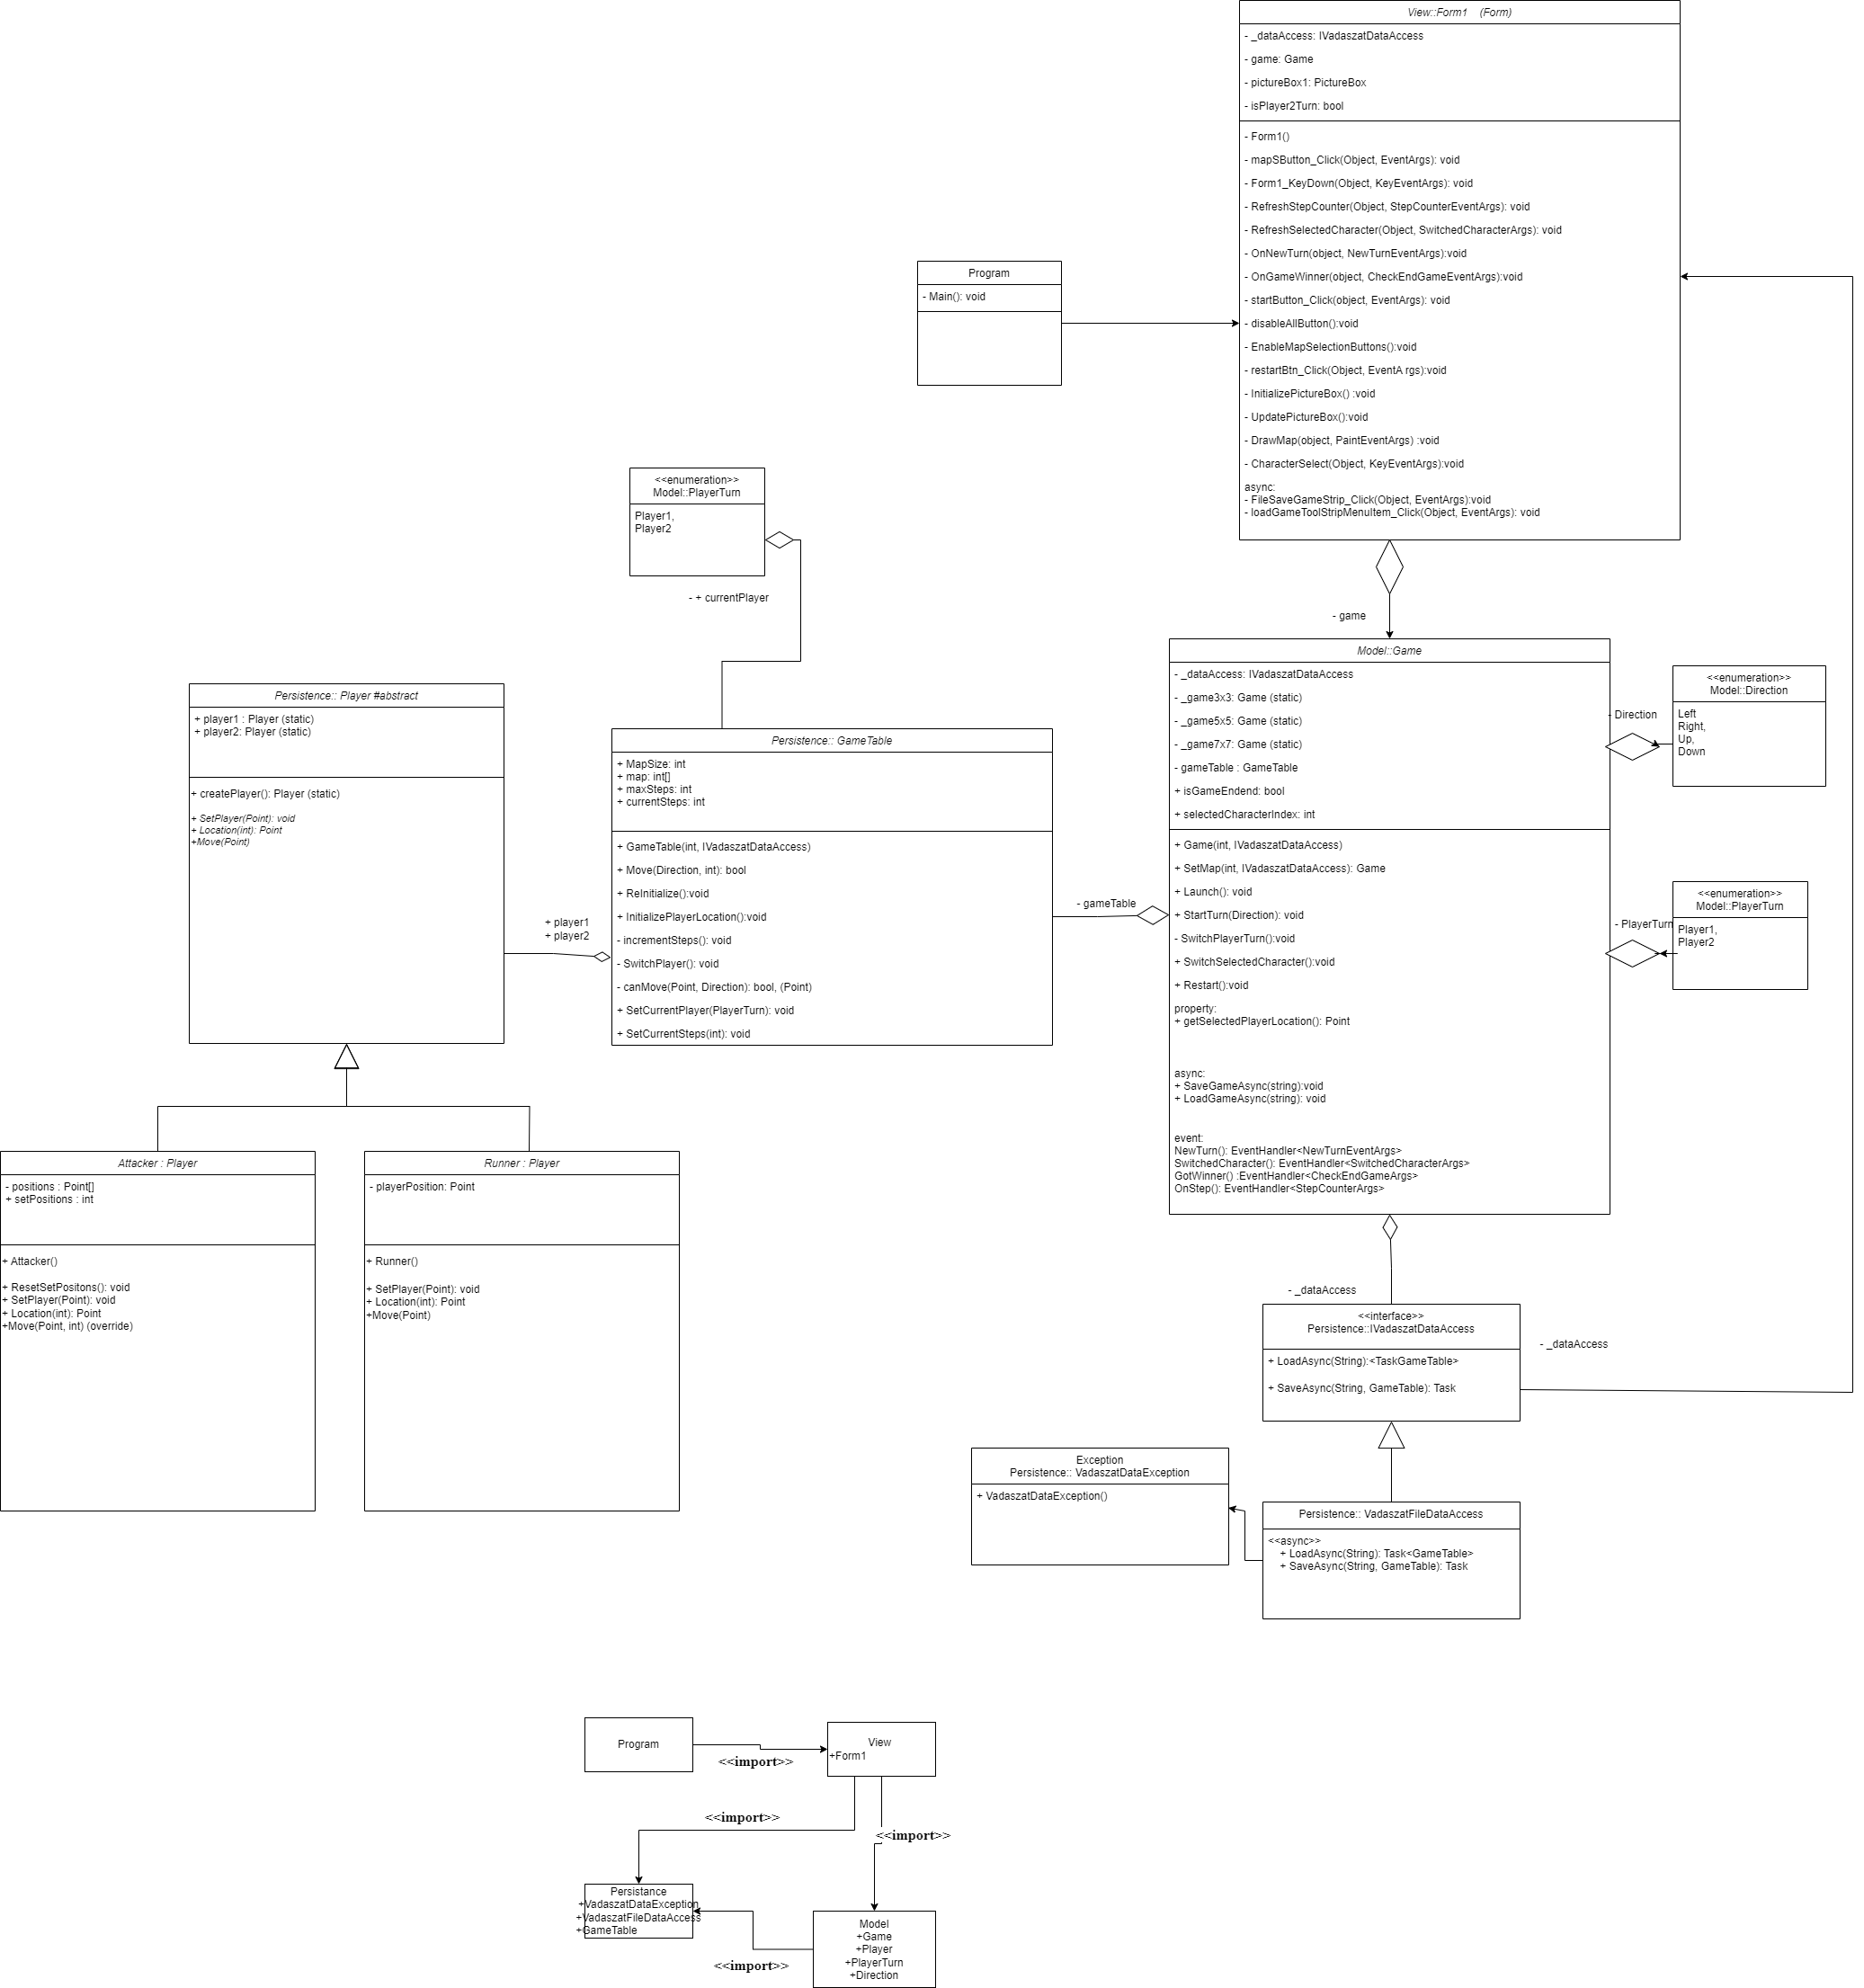 View::Form1    (Form)
- _dataAccess: IVadaszatDataAccess
- game: Game
- pictureBox1: PictureBox
- isPlayer2Turn: bool
- Form1()
- mapSButton_Click(Object, EventArgs): void
- Form1_KeyDown(Object, KeyEventArgs): void
- RefreshStepCounter(Object, StepCounterEventArgs): void
- RefreshSelectedCharacter(Object, SwitchedCharacterArgs): void
- OnNewTurn(object, NewTurnEventArgs):void
- OnGameWinner(object, CheckEndGameEventArgs):void
- startButton_Click(object, EventArgs): void
- disableAllButton():void
- EnableMapSelectionButtons():void
- restartBtn_Click(Object, EventA rgs):void
- InitializePictureBox() :void
- UpdatePictureBox():void
- DrawMap(object, PaintEventArgs) :void
- CharacterSelect(Object, KeyEventArgs):void
async:
- FileSaveGameStrip_Click(Object, EventArgs):void
- loadGameToolStripMenuItem_Click(Object, EventArgs): void
Program
- Main(): void
<<enumeration>>
Model::PlayerTurn
Player1,
Player2
- + currentPlayer
- game
Model::Game
- _dataAccess: IVadaszatDataAccess
- _game3x3: Game (static)
- _game5x5: Game (static)
- _game7x7: Game (static)
- gameTable : GameTable
+ isGameEndend: bool
+ selectedCharacterIndex: int
+ Game(int, IVadaszatDataAccess)
+ SetMap(int, IVadaszatDataAccess): Game
+ Launch(): void
+ StartTurn(Direction): void
- SwitchPlayerTurn():void
+ SwitchSelectedCharacter():void
+ Restart():void
property:
+ getSelectedPlayerLocation(): Point
async:
+ SaveGameAsync(string):void
+ LoadGameAsync(string): void
event:
NewTurn(): EventHandler<NewTurnEventArgs>
SwitchedCharacter(): EventHandler<SwitchedCharacterArgs>
GotWinner() :EventHandler<CheckEndGameArgs>
OnStep(): EventHandler<StepCounterArgs>
- Direction
<<enumeration>>
Model::Direction
Left
Right,
Up,
Down
- PlayerTurn
<<enumeration>>
Model::PlayerTurn
Player1,
Player2
Persistence:: Player #abstract
+ player1 : Player (static)
+ player2: Player (static)
+ createPlayer(): Player (static)
+ SetPlayer(Point): void
+ Location(int): Point
+Move(Point)
+ player1
+ player2
Persistence:: GameTable
+ MapSize: int
+ map: int[]
+ maxSteps: int
+ currentSteps: int
+ GameTable(int, IVadaszatDataAccess)
+ Move(Direction, int): bool
+ ReInitialize():void
+ InitializePlayerLocation():void
- incrementSteps(): void
- SwitchPlayer(): void
- canMove(Point, Direction): bool, (Point)
+ SetCurrentPlayer(PlayerTurn): void
+ SetCurrentSteps(int): void
- gameTable
Attacker : Player
- positions : Point[]
+ setPositions : int
+ Attacker()
+ ResetSetPositons(): void
+ SetPlayer(Point): void
+ Location(int): Point
+Move(Point, int) (override)
Runner : Player
- playerPosition: Point
+ Runner()
+ SetPlayer(Point): void
+ Location(int): Point
+Move(Point)
- _dataAccess
<<interface>>
Persistence::IVadaszatDataAccess
+ LoadAsync(String):<TaskGameTable>
+ SaveAsync(String, GameTable): Task
- _dataAccess
Exception
Persistence:: VadaszatDataException
+ VadaszatDataException()
Persistence:: VadaszatFileDataAccess
<<async>>
+ LoadAsync(String): Task<GameTable>
+ SaveAsync(String, GameTable): Task
Program
<<import>>
View
+Form1
<<import>>
<<import>>
Persistance
+VadaszatDataException
+VadaszatFileDataAccess
+GameTable
<<import>>
Model
+Game
+Player
+PlayerTurn
+Direction